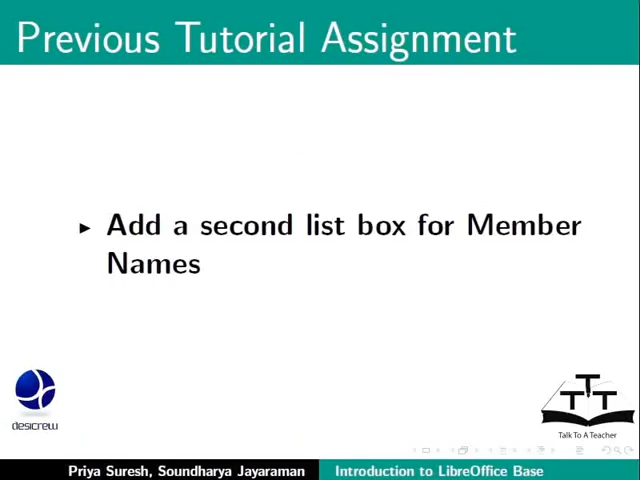 Previous Tutorial Assignment
Add a second list box for Member
Names
desicrew
T T T
Talk To A Teacher
Priya Suresh, Soundharya Jayaraman
Introduction to LibreOffice Base